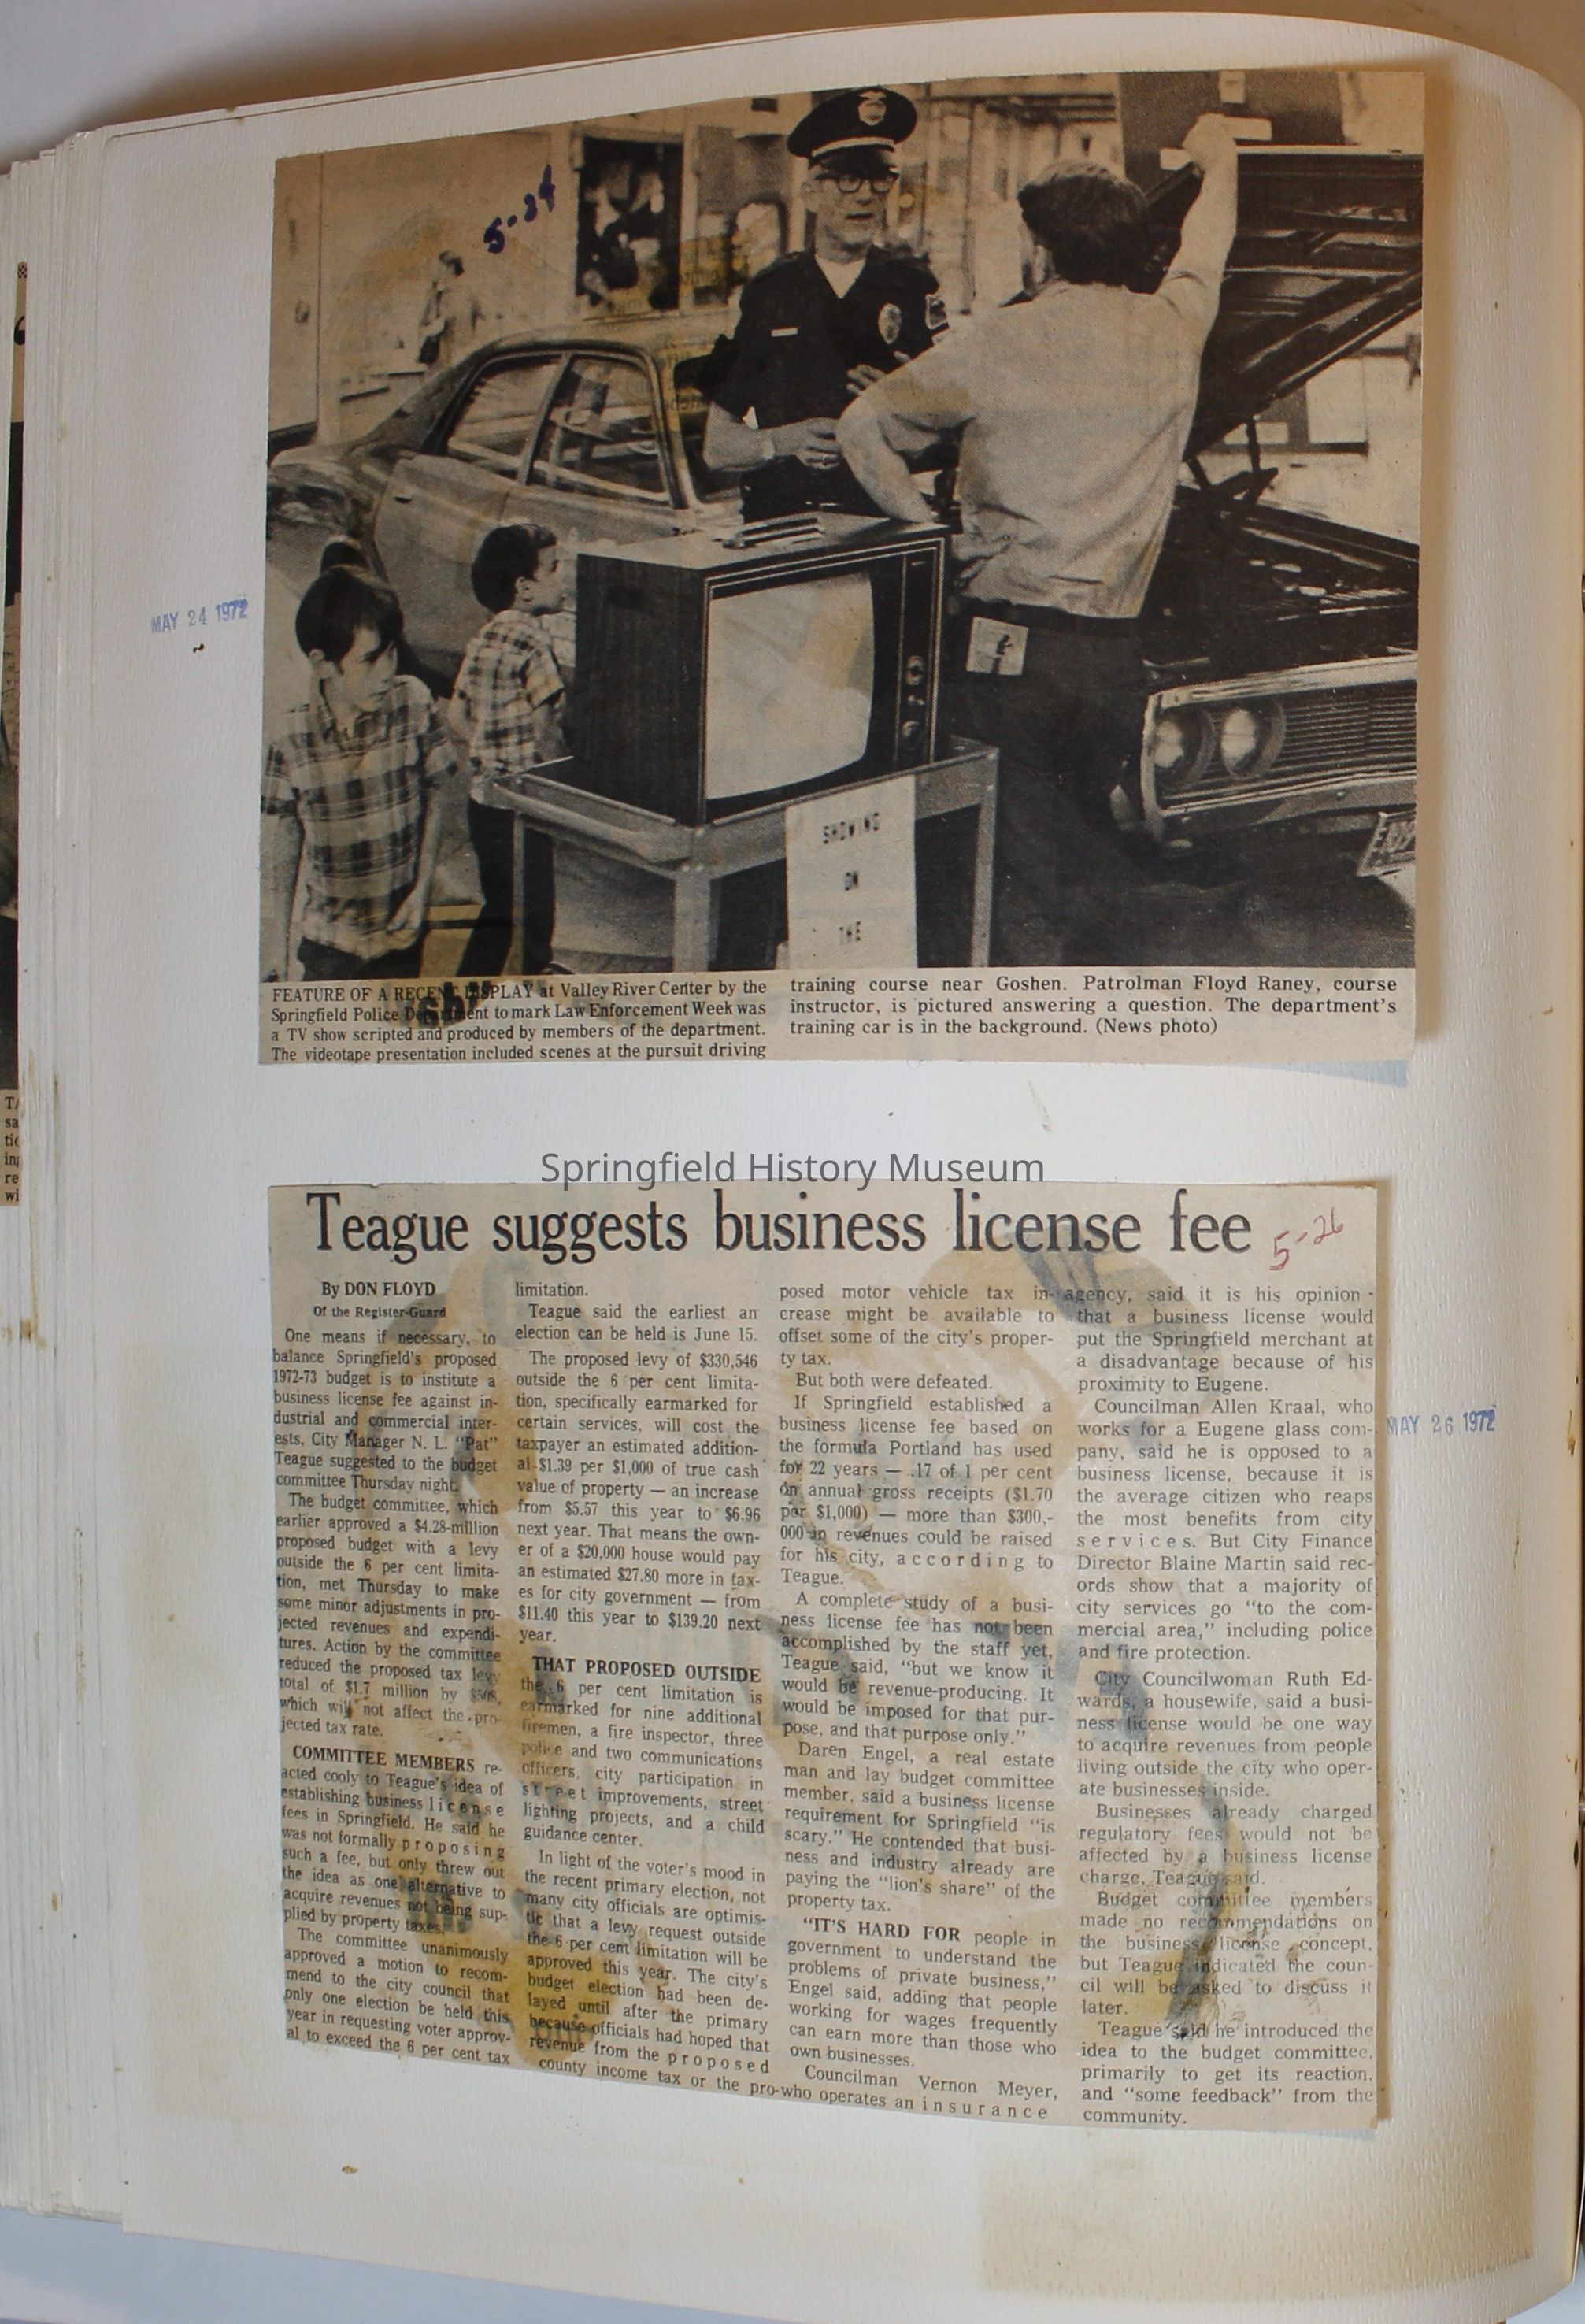 5-24
MAY 24 1972
SHOWING
ON
THE
FEATURE OF A RECENT DISPLAY at Valley River Center by the
Springfield Police Department to mark Law Enforcement Week was
a TV show scripted and produced by members of the department.
The videotape presentation included scenes at the pursuit driving
training course near Goshen. Patrolman Floyd Raney, course
instructor, is pictured answering a question. The department's
training car is in the background. (News photo)
Springfield History Museum
Teague suggests business license fee
5-26
By DON FLOYD
Of the Register-Guard
One means if necessary, to
balance Springfield's proposed
1972-73 budget is to institute a
business license fee against in-
dustrial and commercial inter-
ests, City Manager N. L. "Pat"
Teague suggested to the budget
committee Thursday night.
The budget committee, which
earlier approved a $4.28-million
proposed budget with a levy
outside the 6 per cent limita-
tion, met Thursday to make
some minor adjustments in pro-
jected revenues and expendi-
tures. Action by the committee
reduced the proposed tax levy
total of $1.7 million by
which will not affect the pro-
jected tax rate.
COMMITTEE MEMBERS re-
acted cooly to Teague's idea of
establishing business license
fees in Springfield. He said he
was not formally proposing
such a fee, but only threw out
the idea as one alternative to
acquire revenues not being sup-
plied by property taxes.
The committee unanimously
approved a motion to recom-
mend to the city council that
only one election be held this
year in requesting voter approv-
al to exceed the 6 per cent tax
limitation.
Teague said the earliest an
election can be held is June 15.
The proposed levy of $330,546
outside the 6 per cent limita-
tion, specifically earmarked for
certain services, will cost the
taxpayer an estimated addition-
al $1.39 per $1,000 of true cash
value of property — an increase
from $5.57 this year to $6.96
next year. That means the own-
er of a $20,000 house would pay
an estimated $27.80 more in tax-
es for city government — from
$11.40 this year to $139.20 next
year.
THAT PROPOSED OUTSIDE
the 6 per cent limitation is
earmarked for nine additional
firemen, a fire inspector, three
police and two communications
officers, city participation in
street improvements, street
lighting projects, and a child
guidance center.
In light of the voter's mood in
the recent primary election, not
many city officials are optimis-
tic that a levy request outside
the 6 per cent limitation will be
approved this year. The city's
budget election had been de-
layed until after the primary
because officials had hoped that
revenue from the proposed
county income tax or the pro-
posed motor vehicle tax in-
crease might be available to
offset some of the city's proper-
ty tax.
But both were defeated.
If Springfield established a
business license fee based on
the formula Portland has used
for 22 years — .17 of 1 per cent
on annual gross receipts ($1.70
per $1,000) — more than $300,-
000 in revenues could be raised
for his city, according to
Teague.
A complete study of a busi-
ness license fee has not been
accomplished by the staff yet,
Teague said, "but we know it
would be revenue-producing. It
would be imposed for that pur-
pose, and that purpose only."
Daren Engel, a real estate
man and lay budget committee
member, said a business license
requirement for Springfield "is
scary." He contended that busi-
ness and industry already are
paying the "lion's share" of the
property tax.
"IT'S HARD FOR people in
government to understand the
problems of private business,"
Engel said, adding that people
working for wages frequently
can earn more than those who
own businesses.
Councilman Vernon Meyer,
who operates an insurance
agency, said it is his opinion
that a business license would
put the Springfield merchant at
a disadvantage because of his
proximity to Eugene.
Councilman Allen Kraal, who
works for a Eugene glass com-
pany, said he is opposed to a
business license, because it is
the average citizen who reaps
the most benefits from city
services. But City Finance
Director Blaine Martin said rec-
ords show that a majority of
city services go "to the com-
mercial area," including police
and fire protection.
City Councilwoman Ruth Ed-
wards, a housewife, said a busi-
ness license would be one way
to acquire revenues from people
living outside the city who oper-
ate businesses inside.
Businesses already charged
regulatory fees would not be
affected by a business license
charge, Teague said.
Budget committee members
made no recommendations on
the business license concept,
but Teague indicated the coun-
cil will be asked to discuss it
later.
Teague said he introduced the
idea to the budget committee,
primarily to get its reaction,
and "some feedback" from the
community.
MAY 26 1972